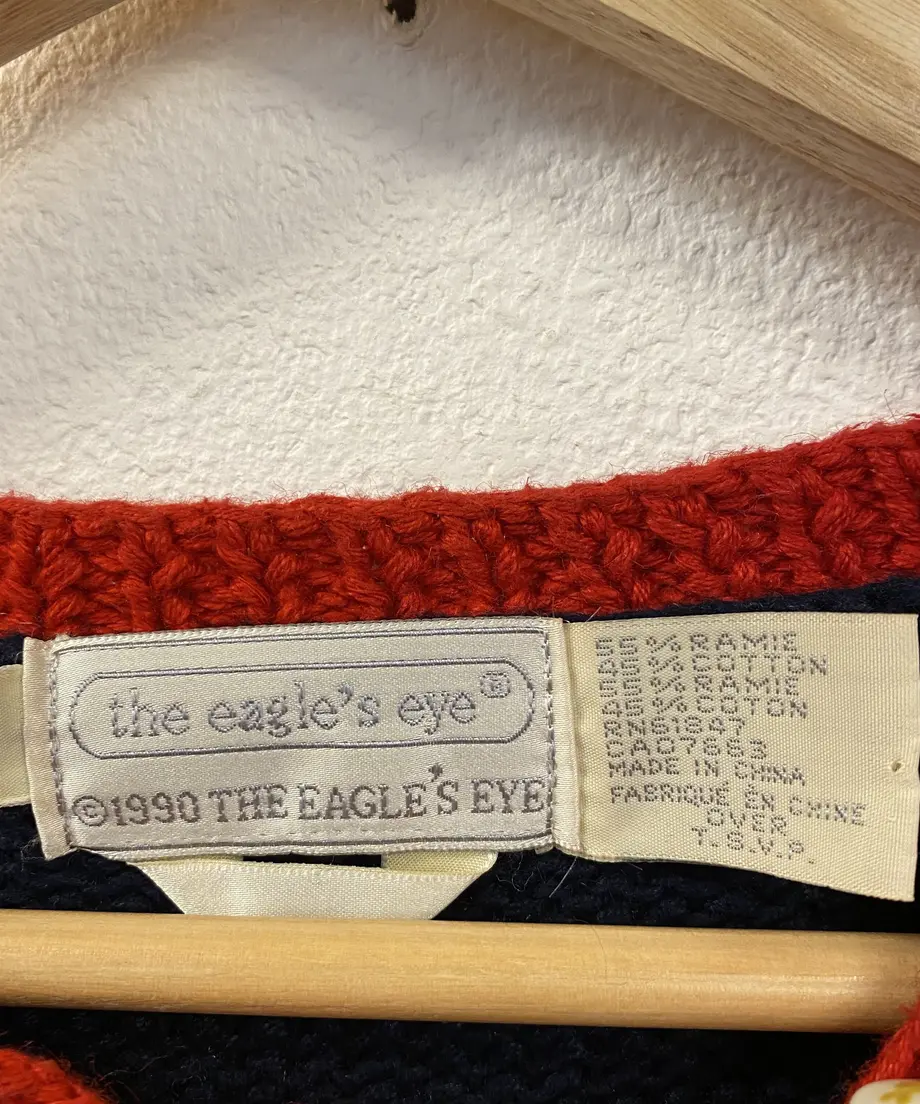 the eagle's eye®
©1990 THE EAGLE'S EYE
55 % RAMIE
45 % COTTON
55 % RAMIE
45 % COTON
RN61847
CA07663
MADE IN CHINA
FABRIQUÉ EN CHINE
OVER
T.S.V.P.